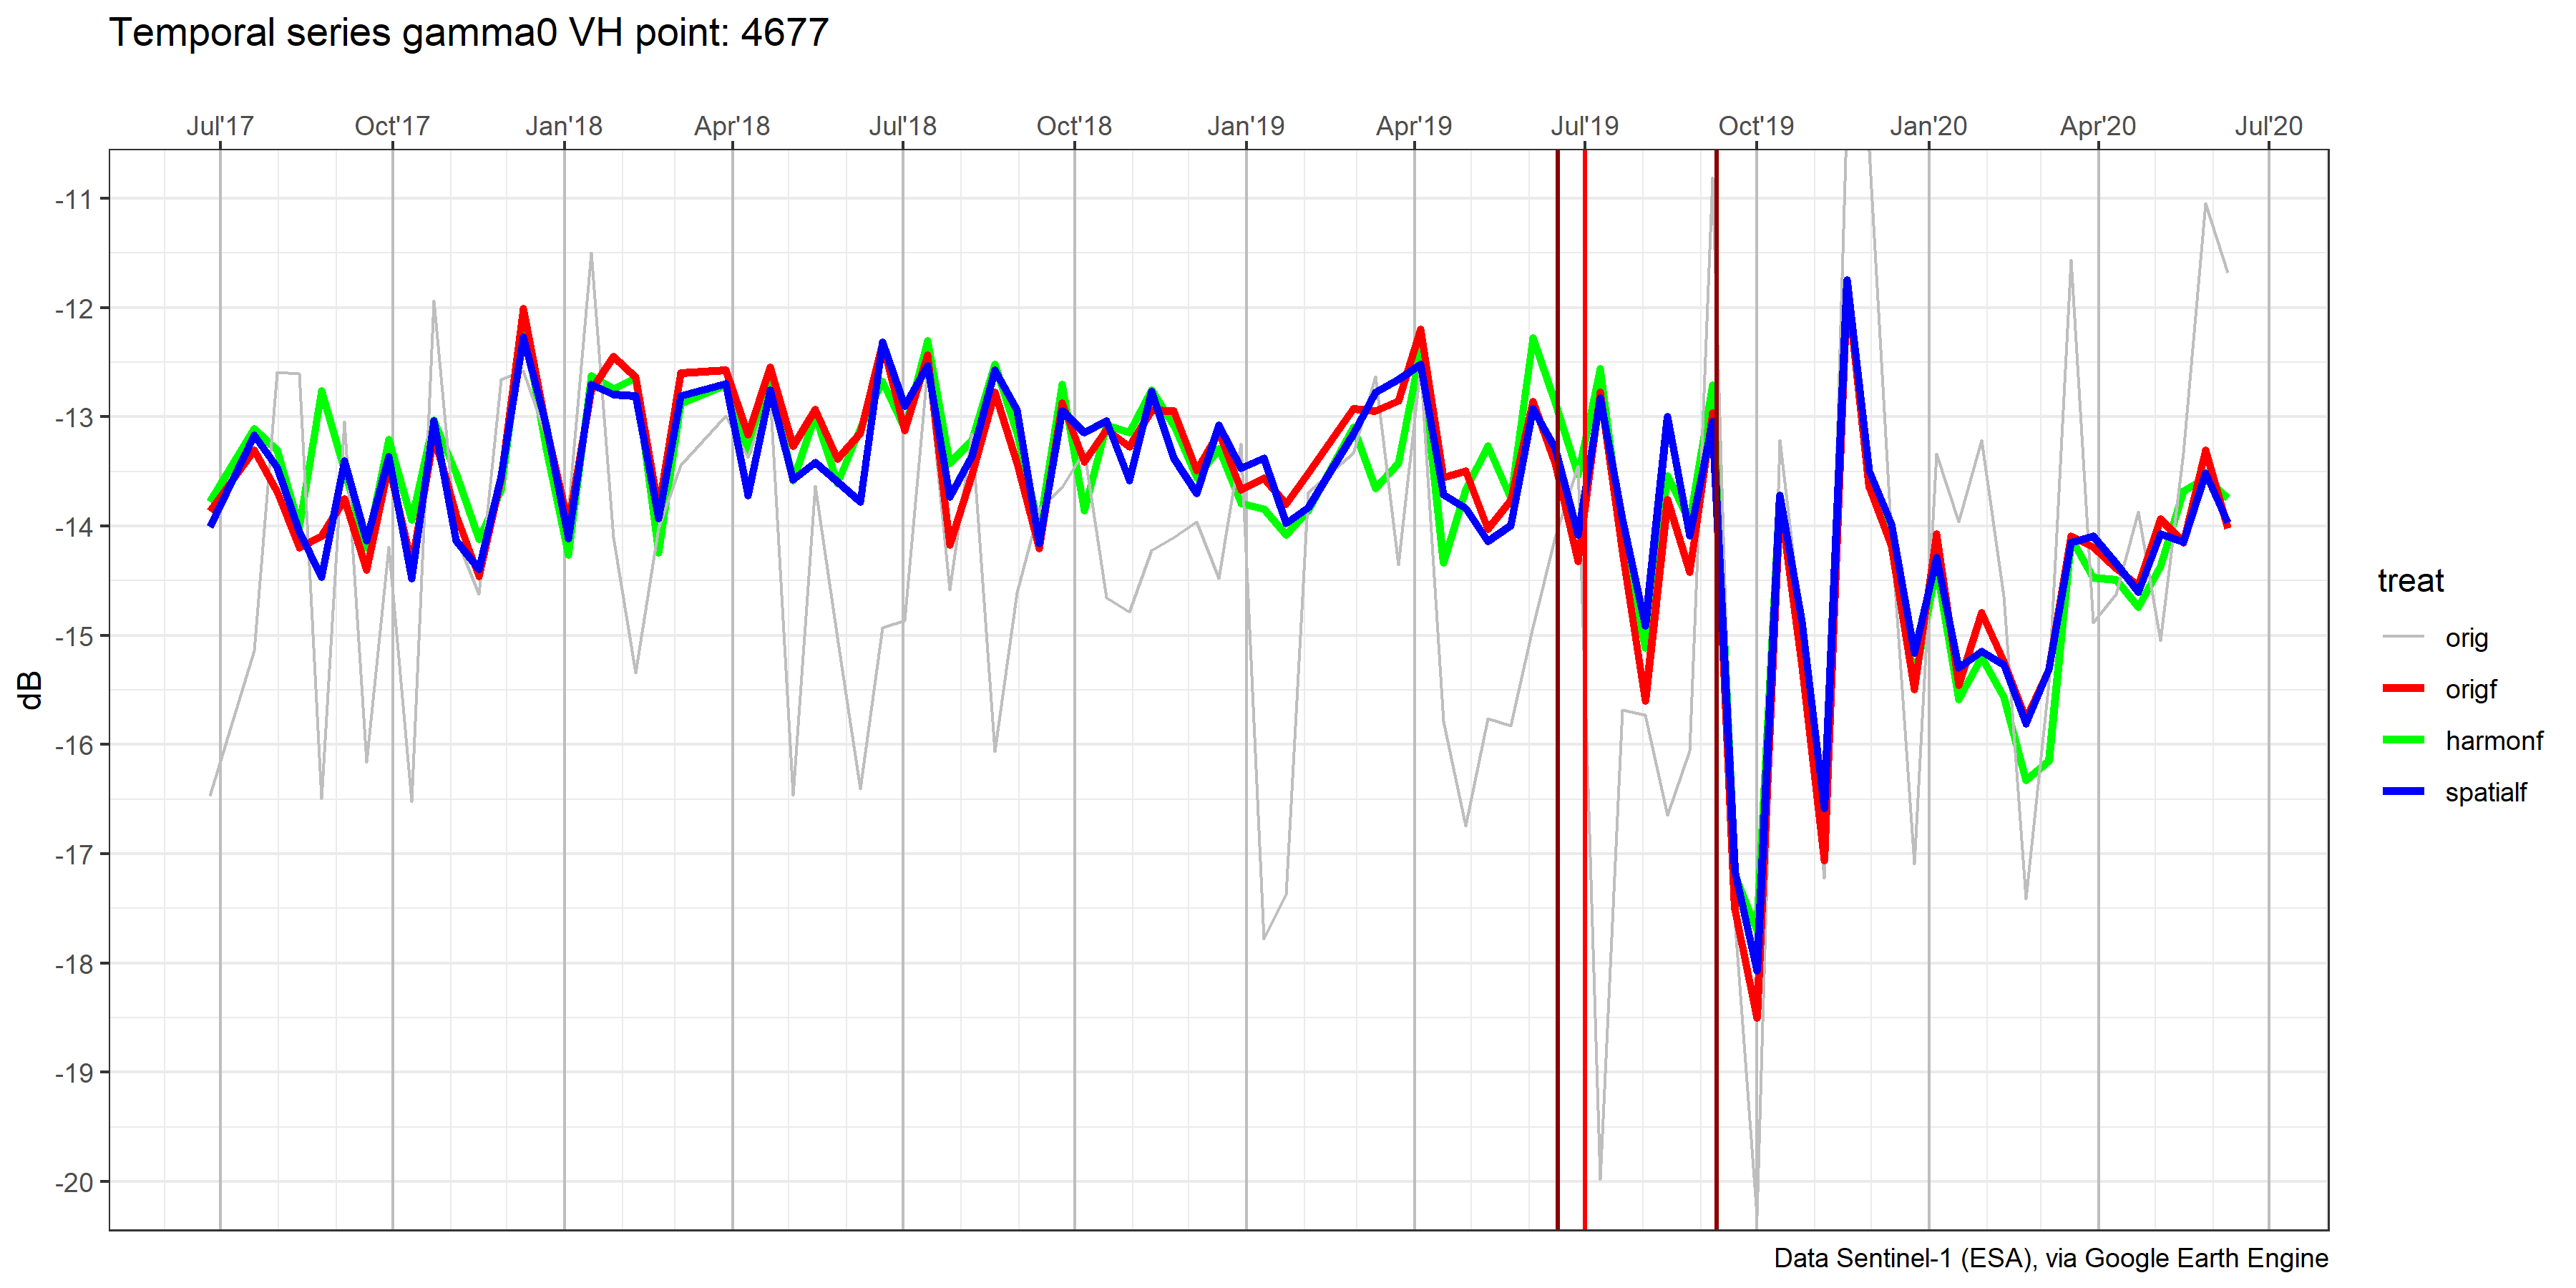 Temporal series gamma0 VH point: 4677
Jul'17 Oct'17 Jan'18 Apr'18 Jul'18 Oct'18 Jan'19 Apr'19 Jul'19 Oct'19 Jan'20 Apr'20 Jul'20
-11
-12
-13
-14
-15
-16
-17
-18
-19
-20
dB
treat
orig
origf
harmonf
spatialf
Data Sentinel-1 (ESA), via Google Earth Engine